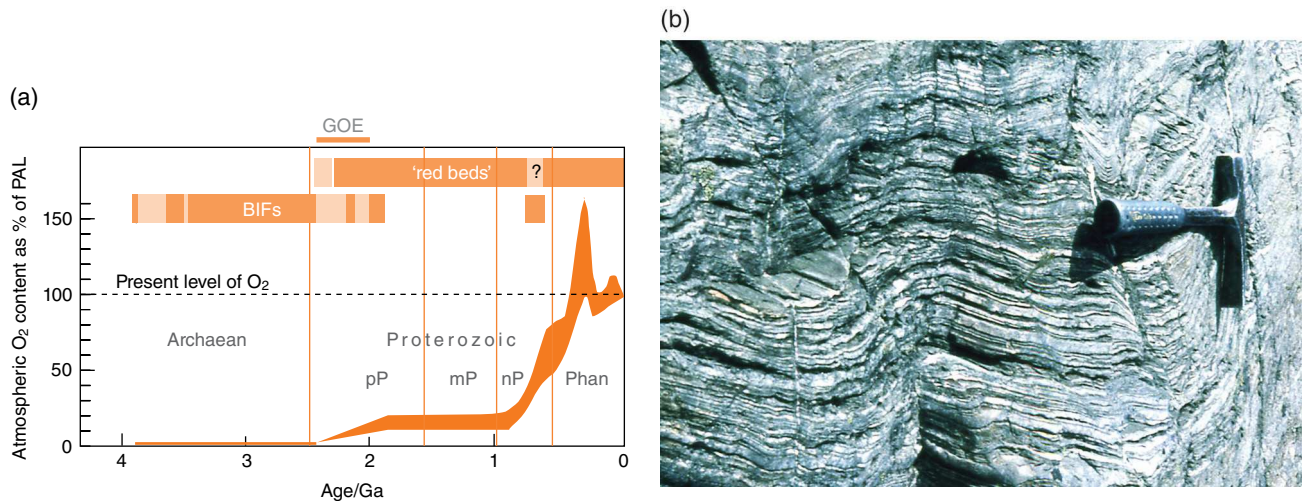 (a)
GOE
'red beds'
?
BIFs
150
Present level of O₂
100
Archaean
Proterozoic
50
pP
mP
nP
Phan
0
4
3
2
1
0
Age/Ga
Atmospheric O₂ content as % of PAL
(b)